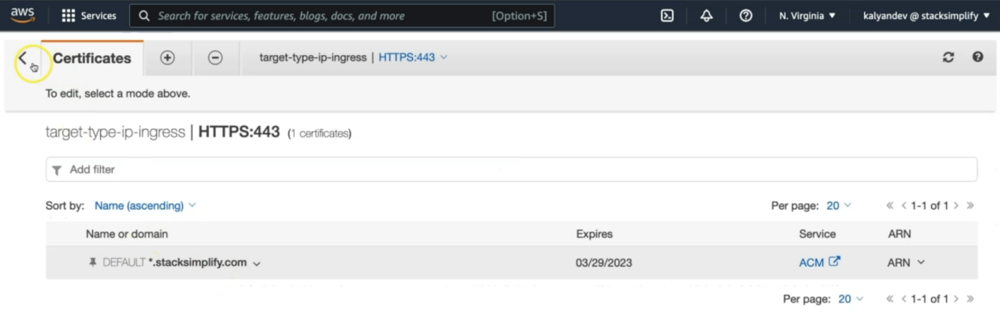 aws Services Search for services, features, blogs, docs, and more [Option+S] N. Virginia ▼ kalyandev @ stacksimplify ▼
Certificates target-type-ip-ingress | HTTPS:443
To edit, select a mode above.
target-type-ip-ingress | HTTPS:443 (1 certificates)
Add filter
Sort by: Name (ascending) Per page: 20 « < 1-1 of 1 > »
Name or domain Expires Service ARN
DEFAULT *.stacksimplify.com 03/29/2023 ACM ARN
Per page: 20 « < 1-1 of 1 > »